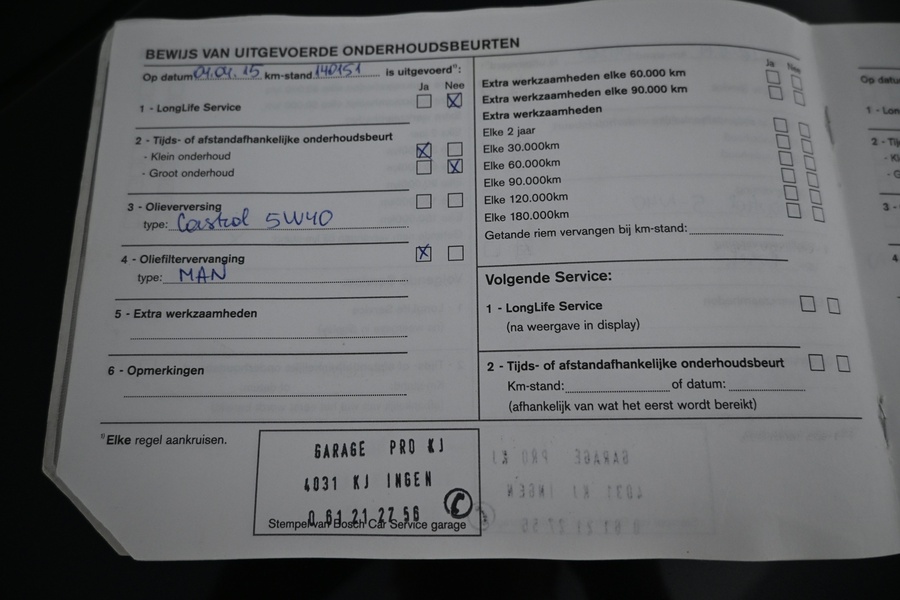 BEWIJS VAN UITGEVOERDE ONDERHOUDSBEURTEN
Op datum 01.04.15 km-stand 140151 is uitgevoerd*⁾:
Ja Nee
1 - LongLife Service
2 - Tijds- of afstandafhankelijke onderhoudsbeurt
- Klein onderhoud
- Groot onderhoud
3 - Olieverversing
type: Castrol 5W40
4 - Oliefiltervervanging
type: MAN
5 - Extra werkzaamheden
6 - Opmerkingen
*⁾Elke regel aankruisen.
GARAGE PRO KJ
4031 KJ INGEN
0 61 21 27 56
Stempel van Bosch Car Service garage
Ja Nee
Extra werkzaamheden elke 60.000 km
Extra werkzaamheden elke 90.000 km
Extra werkzaamheden
Elke 2 jaar
Elke 30.000km
Elke 60.000km
Elke 90.000km
Elke 120.000km
Elke 180.000km
Getande riem vervangen bij km-stand:
Volgende Service:
1 - LongLife Service
(na weergave in display)
2 - Tijds- of afstandafhankelijke onderhoudsbeurt
Km-stand: of datum:
(afhankelijk van wat het eerst wordt bereikt)